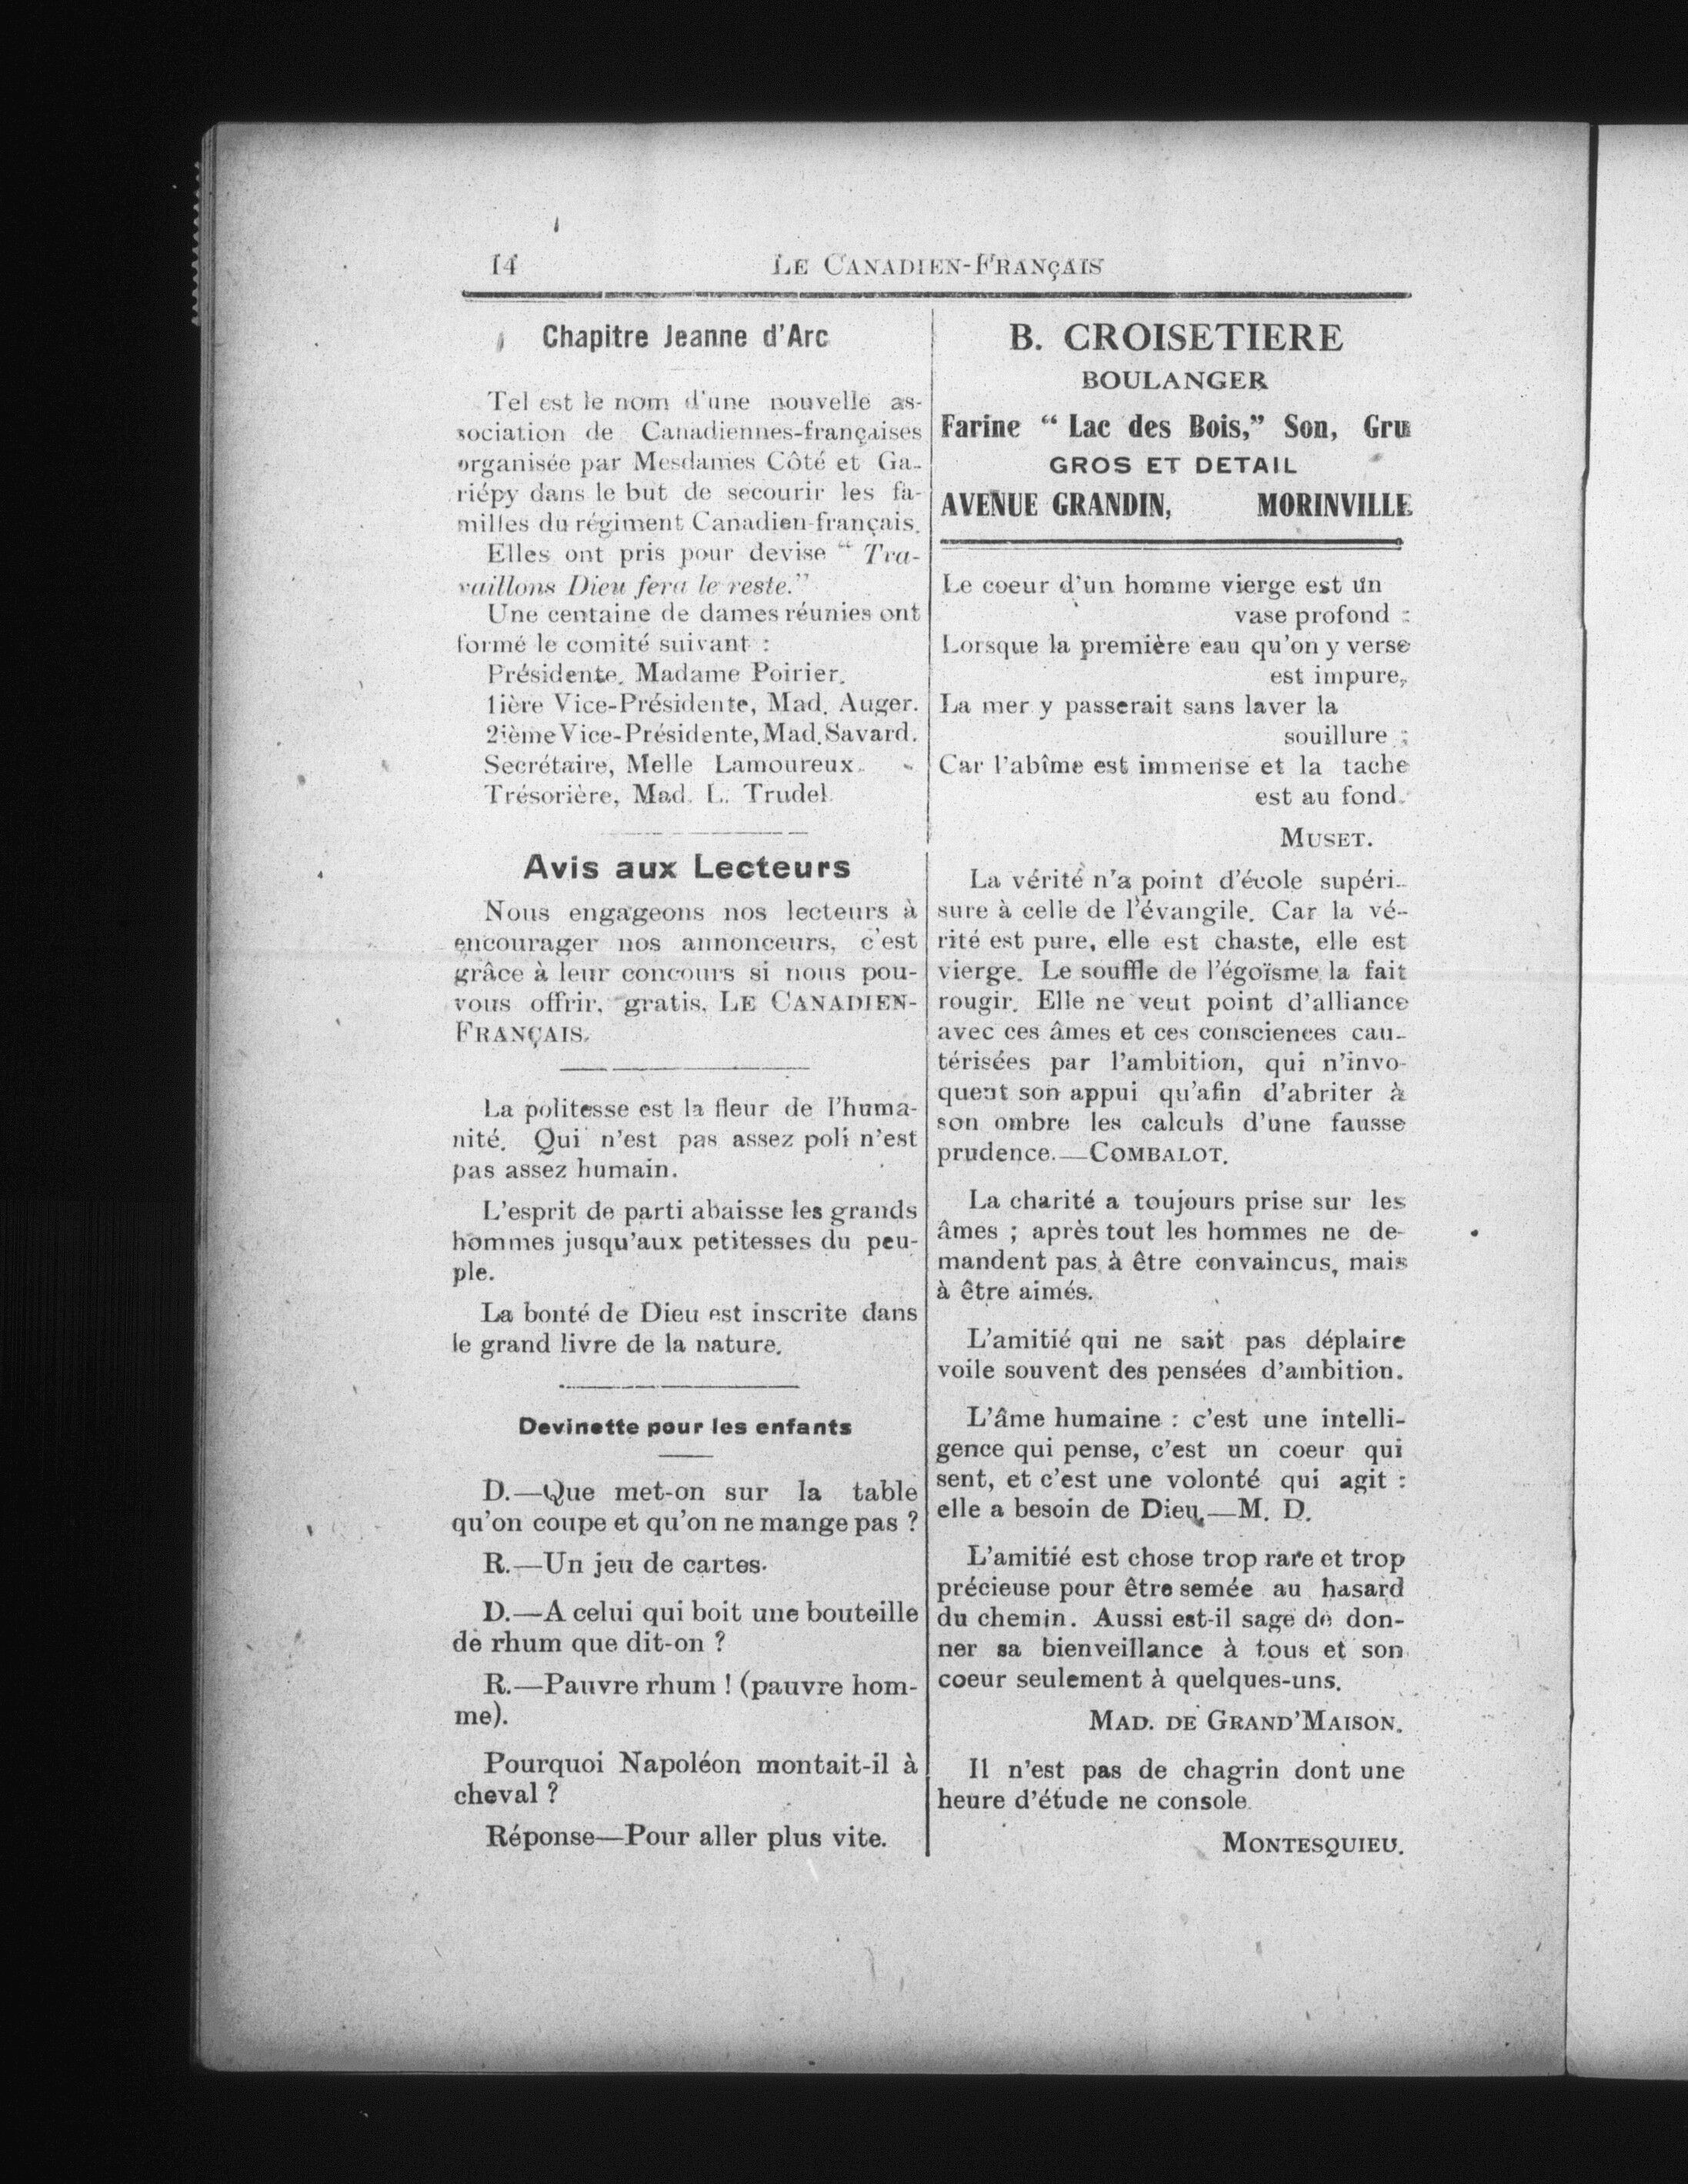 14
LE CANADIEN-FRANÇAIS
Chapitre Jeanne d'Arc
Tel est le nom d'une nouvelle as-
sociation de Canadiennes-françaises
organisée par Mesdames Côté et Ga-
riépy dans le but de secourir les fa-
milles du régiment Canadien-français.
Elles ont pris pour devise “ Tra-
vaillons Dieu fera le reste.”
Une centaine de dames réunies ont
formé le comité suivant :
Présidente, Madame Poirier.
1ière Vice-Présidente, Mad. Auger.
2ième Vice-Présidente, Mad. Savard.
Secrétaire, Melle Lamoureux.
Trésorière, Mad. L. Trudel.
Avis aux Lecteurs
Nous engageons nos lecteurs à
encourager nos annonceurs, c'est
grâce à leur concours si nous pou-
vous offrir, gratis, LE CANADIEN-
FRANÇAIS.
La politesse est la fleur de l'huma-
nité. Qui n'est pas assez poli n'est
pas assez humain.
L'esprit de parti abaisse les grands
hommes jusqu'aux petitesses du peu-
ple.
La bonté de Dieu est inscrite dans
le grand livre de la nature.
Devinette pour les enfants
D.—Que met-on sur la table
qu'on coupe et qu'on ne mange pas ?
R.—Un jeu de cartes.
D.—A celui qui boit une bouteille
de rhum que dit-on ?
R.—Pauvre rhum ! (pauvre hom-
me).
Pourquoi Napoléon montait-il à
cheval ?
Réponse—Pour aller plus vite.
B. CROISETIERE
BOULANGER
Farine “ Lac des Bois,” Son, Gru
GROS ET DETAIL
AVENUE GRANDIN, MORINVILLE
Le coeur d'un homme vierge est un
vase profond :
Lorsque la première eau qu'on y verse
est impure,
La mer y passerait sans laver la
souillure ;
Car l'abîme est immense et la tache
est au fond.
MUSET.
La vérité n'a point d'école supéri-
sure à celle de l'évangile. Car la vé-
rité est pure, elle est chaste, elle est
vierge. Le souffle de l'égoïsme la fait
rougir. Elle ne veut point d'alliance
avec ces âmes et ces consciences cau-
térisées par l'ambition, qui n'invo-
quent son appui qu'afin d'abriter à
son ombre les calculs d'une fausse
prudence.—COMBALOT.
La charité a toujours prise sur les
âmes ; après tout les hommes ne de-
mandent pas à être convaincus, mais
à être aimés.
L'amitié qui ne sait pas déplaire
voile souvent des pensées d'ambition.
L'âme humaine : c'est une intelli-
gence qui pense, c'est un coeur qui
sent, et c'est une volonté qui agit :
elle a besoin de Dieu.—M. D.
L'amitié est chose trop rare et trop
précieuse pour être semée au hasard
du chemin. Aussi est-il sage de don-
ner sa bienveillance à tous et son
coeur seulement à quelques-uns.
MAD. DE GRAND'MAISON.
Il n'est pas de chagrin dont une
heure d'étude ne console.
MONTESQUIEU.